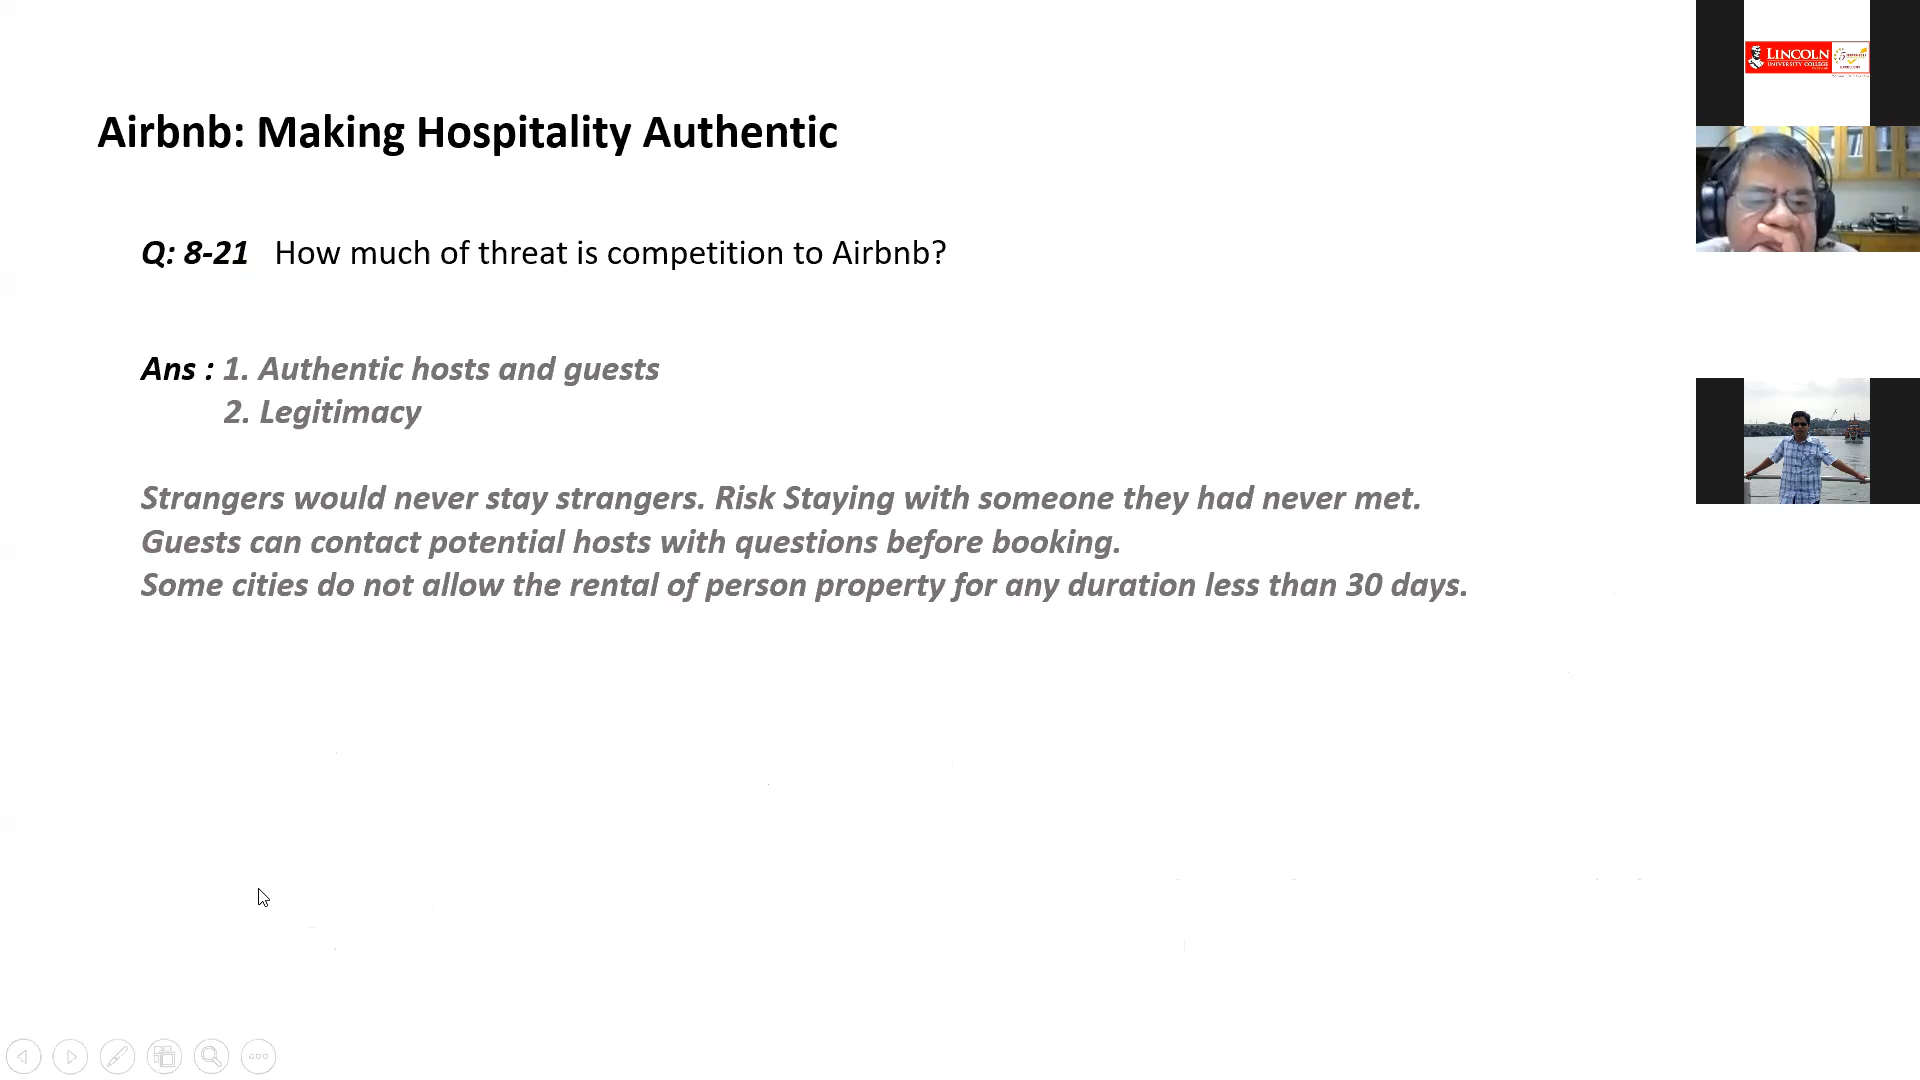 Airbnb: Making Hospitality Authentic
Q: 8-21 How much of threat is competition to Airbnb?
Ans : 1. Authentic hosts and guests
2. Legitimacy
Strangers would never stay strangers. Risk Staying with someone they had never met.
Guests can contact potential hosts with questions before booking.
Some cities do not allow the rental of person property for any duration less than 30 days.
LINCOLN
UNIVERSITY COLLEGE